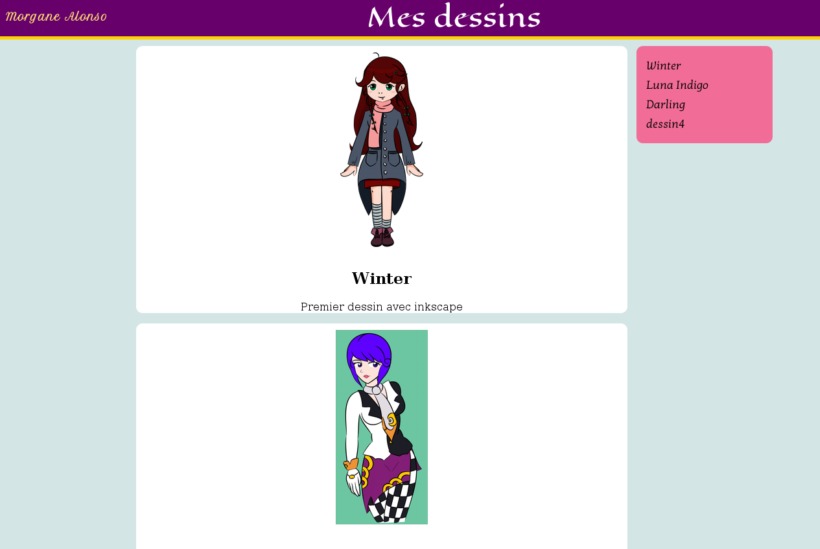 Morgane Alonso
Mes dessins
Winter
Luna Indigo
Darling
dessin4
Winter
Premier dessin avec inkscape